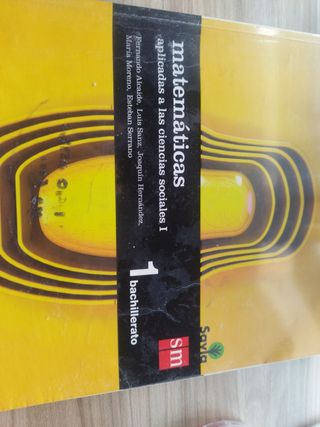 matemáticas
aplicadas a las ciencias sociales I
Fernando Alcaide, Luis Sanz, Joaquín Hernández,
María Moreno, Esteban Serrano
1
bachillerato
sm
Savia